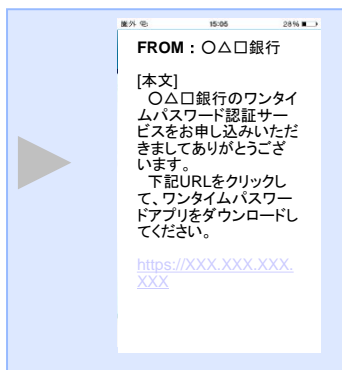 圏外 15:05 28%
FROM：〇△□銀行
[本文]
〇△□銀行のワンタイ
ムパスワード認証サー
ビスをお申し込みいただ
きましてありがとうござ
います。
下記URLをクリックし
て、ワンタイムパスワー
ドアプリをダウンロードし
てください。
https://XXX.XXX.XXX.
XXX